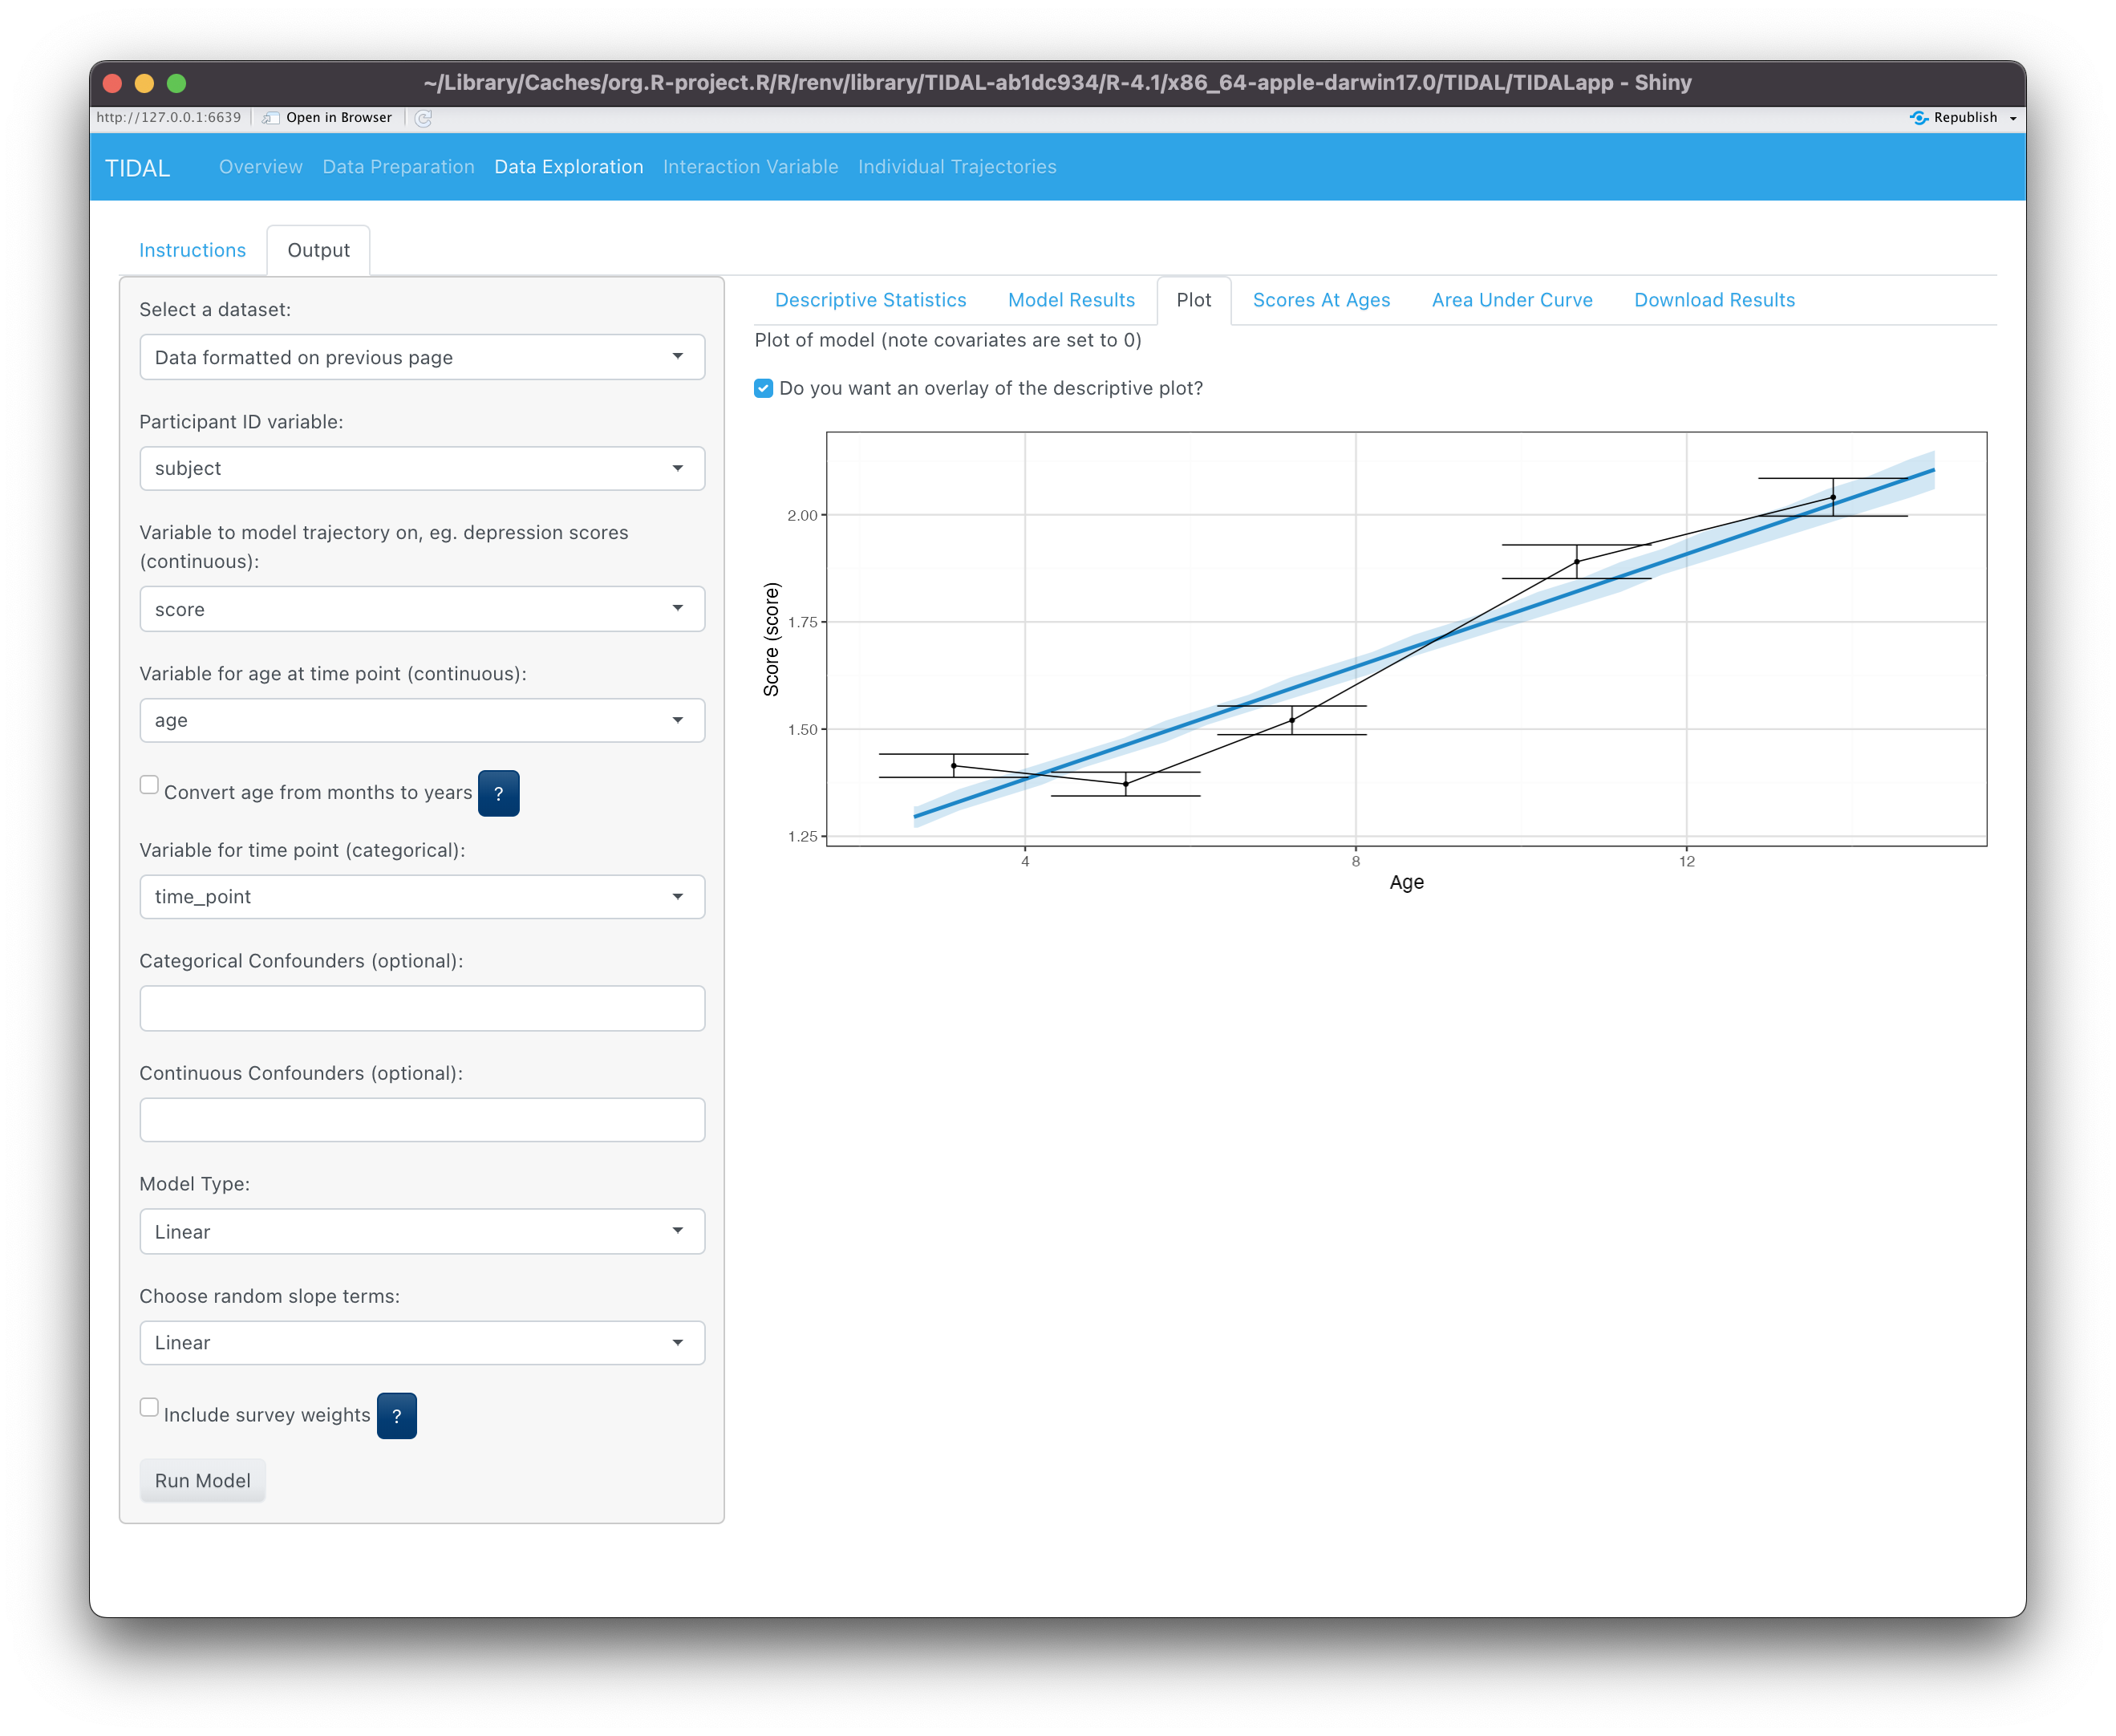 ~/Library/Caches/org.R-project.R/R/renv/library/TIDAL-ab1dc934/R-4.1/x86_64-apple-darwin17.0/TIDAL/TIDALapp - Shiny
http://127.0.0.1:6639 Open in Browser Republish
TIDAL Overview Data Preparation Data Exploration Interaction Variable Individual Trajectories
Instructions Output
Select a dataset:
Data formatted on previous page
Participant ID variable:
subject
Variable to model trajectory on, eg. depression scores
(continuous):
score
Variable for age at time point (continuous):
age
Convert age from months to years ?
Variable for time point (categorical):
time_point
Categorical Confounders (optional):
Continuous Confounders (optional):
Model Type:
Linear
Choose random slope terms:
Linear
Include survey weights ?
Run Model
Descriptive Statistics Model Results Plot Scores At Ages Area Under Curve Download Results
Plot of model (note covariates are set to 0)
Do you want an overlay of the descriptive plot?
Score (score)
2.00
1.75
1.50
1.25
4 8 12
Age